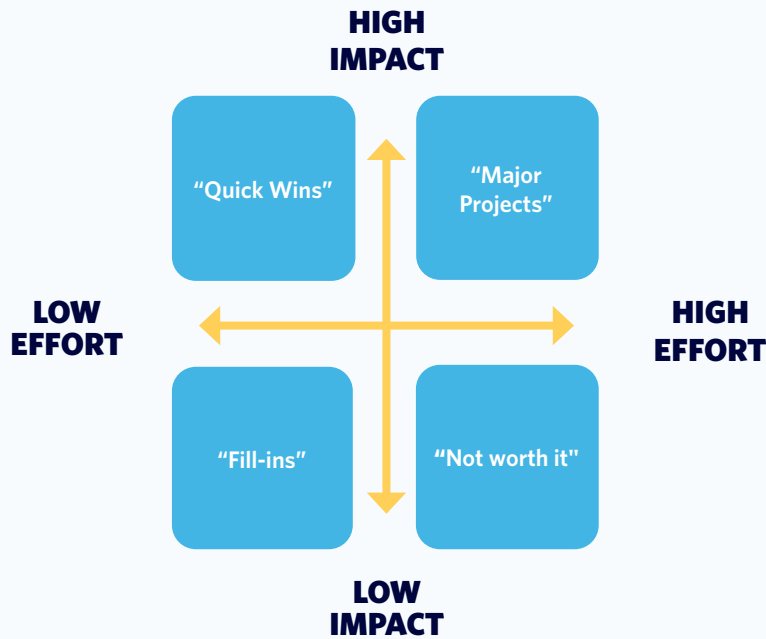 HIGH
IMPACT
“Quick Wins”
“Major
Projects”
LOW
EFFORT
HIGH
EFFORT
“Fill-ins”
“Not worth it"
LOW
IMPACT